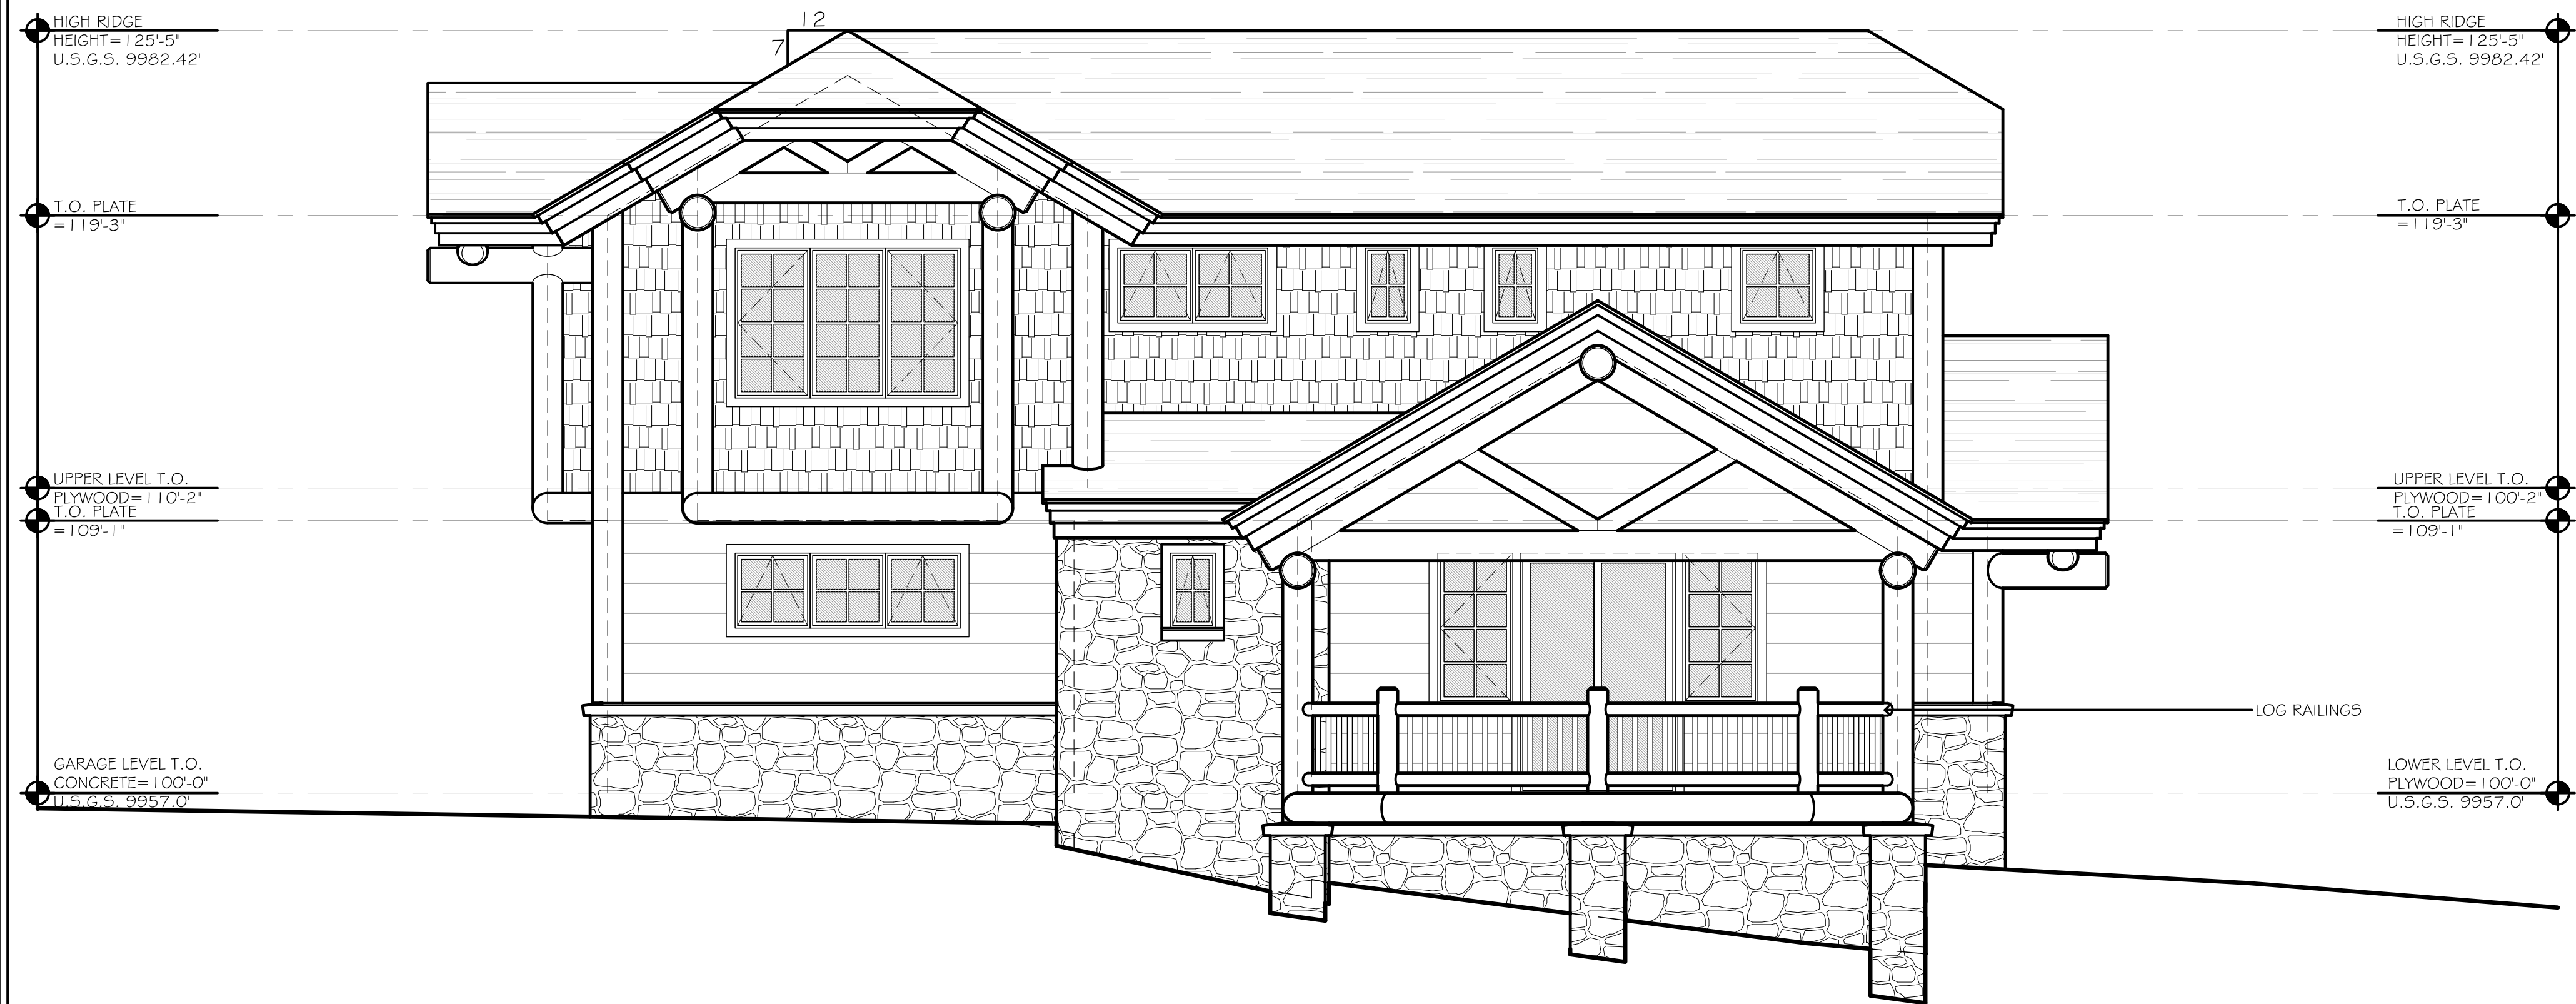 HIGH RIDGE
HEIGHT=125'-5"
U.S.G.S. 9982.42'
T.O. PLATE
=119'-3"
UPPER LEVEL T.O.
PLYWOOD=110'-2"
T.O. PLATE
=109'-1"
GARAGE LEVEL T.O.
CONCRETE=100'-0"
U.S.G.S. 9957.0'
12
7
HIGH RIDGE
HEIGHT=125'-5"
U.S.G.S. 9982.42'
T.O. PLATE
=119'-3"
UPPER LEVEL T.O.
PLYWOOD=100'-2"
T.O. PLATE
=109'-1"
LOG RAILINGS
LOWER LEVEL T.O.
PLYWOOD=100'-0"
U.S.G.S. 9957.0'